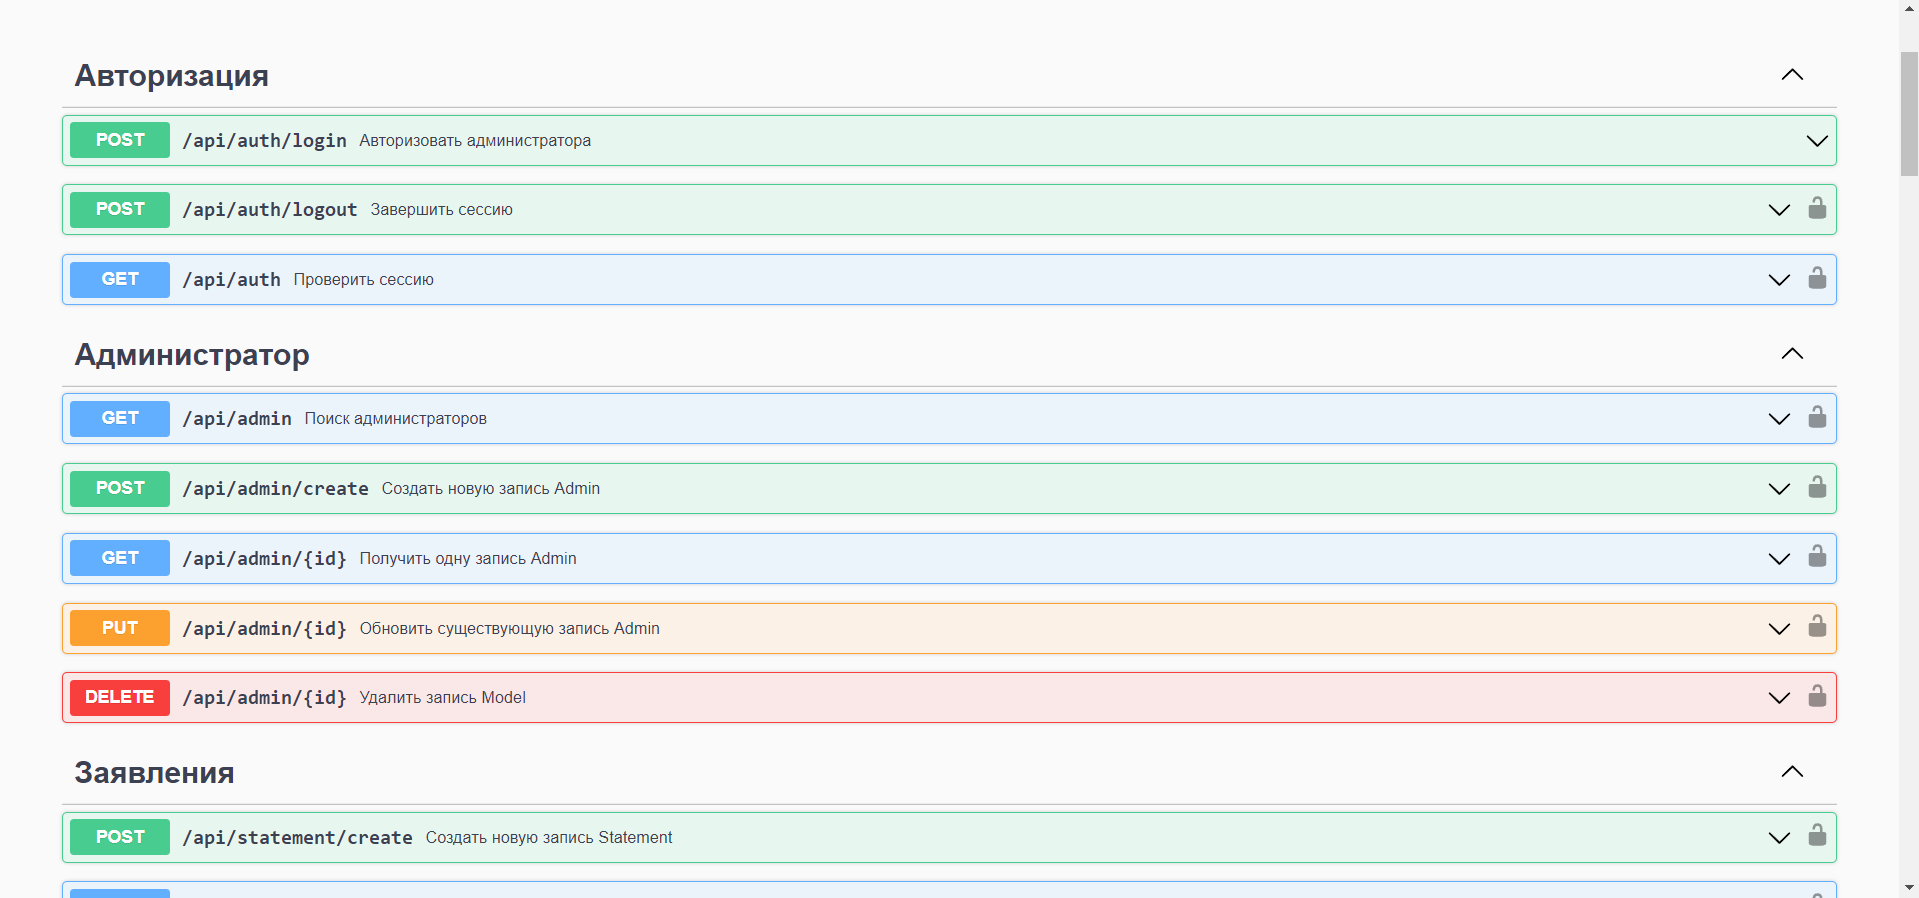 Авторизация
POST /api/auth/login Авторизовать администратора
POST /api/auth/logout Завершить сессию
GET /api/auth Проверить сессию
Администратор
GET /api/admin Поиск администраторов
POST /api/admin/create Создать новую запись Admin
GET /api/admin/{id} Получить одну запись Admin
PUT /api/admin/{id} Обновить существующую запись Admin
DELETE /api/admin/{id} Удалить запись Model
Заявления
POST /api/statement/create Создать новую запись Statement